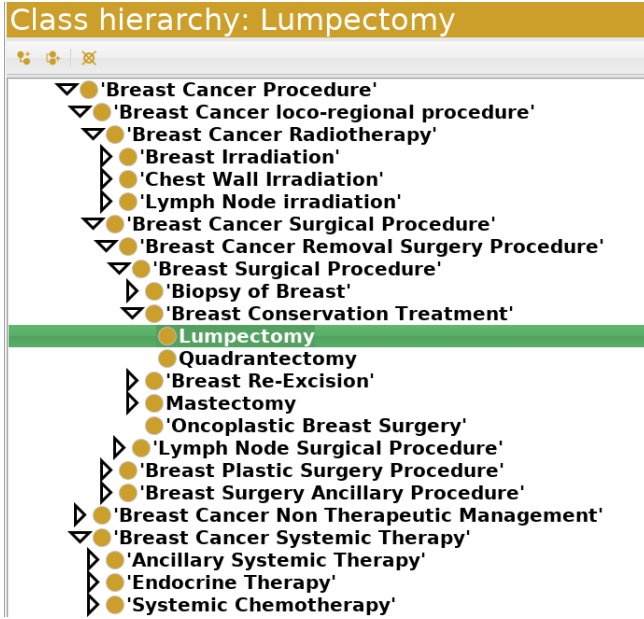 Class hierarchy: Lumpectomy
'Breast Cancer Procedure'
'Breast Cancer loco-regional procedure'
'Breast Cancer Radiotherapy'
'Breast Irradiation'
'Chest Wall Irradiation'
'Lymph Node irradiation'
'Breast Cancer Surgical Procedure'
'Breast Cancer Removal Surgery Procedure'
'Breast Surgical Procedure'
'Biopsy of Breast'
'Breast Conservation Treatment'
Lumpectomy
Quadrantectomy
'Breast Re-Excision'
Mastectomy
'Oncoplastic Breast Surgery'
'Lymph Node Surgical Procedure'
'Breast Plastic Surgery Procedure'
'Breast Surgery Ancillary Procedure'
'Breast Cancer Non Therapeutic Management'
'Breast Cancer Systemic Therapy'
'Ancillary Systemic Therapy'
'Endocrine Therapy'
'Systemic Chemotherapy'